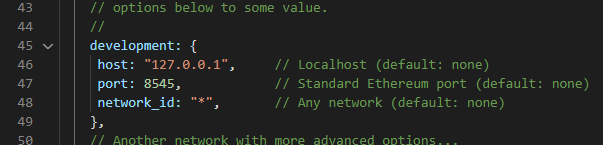 43 // options below to some value.
44 //
45 development: {
46 host: "127.0.0.1", // Localhost (default: none)
47 port: 8545, // Standard Ethereum port (default: none)
48 network_id: "*", // Any network (default: none)
49 },
50 // Another network with more advanced options...